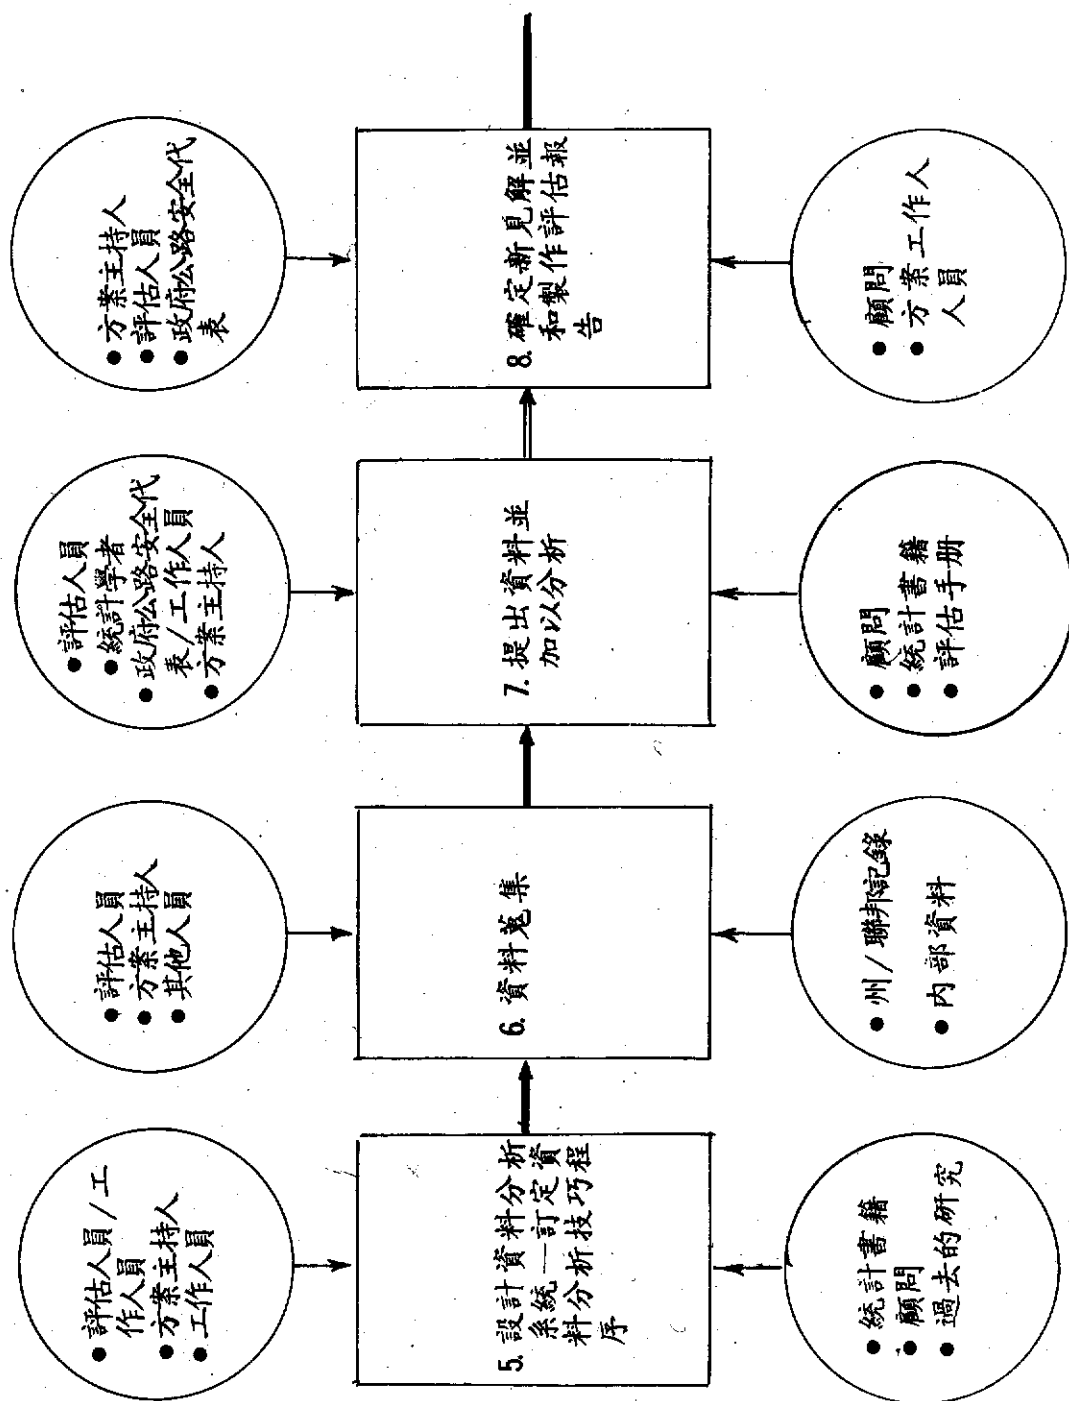 ● 評估人員/工
作人員
● 方案主持人
● 工作人員
● 評估人員
● 方案主持人
● 其他人員
● 評估人員
● 統計學者
● 政府公路安全代
表/工作人員
● 方案主持人
● 方案主持人
● 評估人員
● 政府公路安全代
表
5. 設計資料分析
系統—訂定資
料分析技巧程
序
6. 資料蒐集
7. 提出資料並
加以分析
8. 確定新見解並
和製作評估報
告
● 統計書籍
● 顧問
● 過去的研究
● 州/聯邦記錄
● 内部資料
● 顧問
● 統計書籍
● 評估手册
● 顧問
● 方案工作人
人員